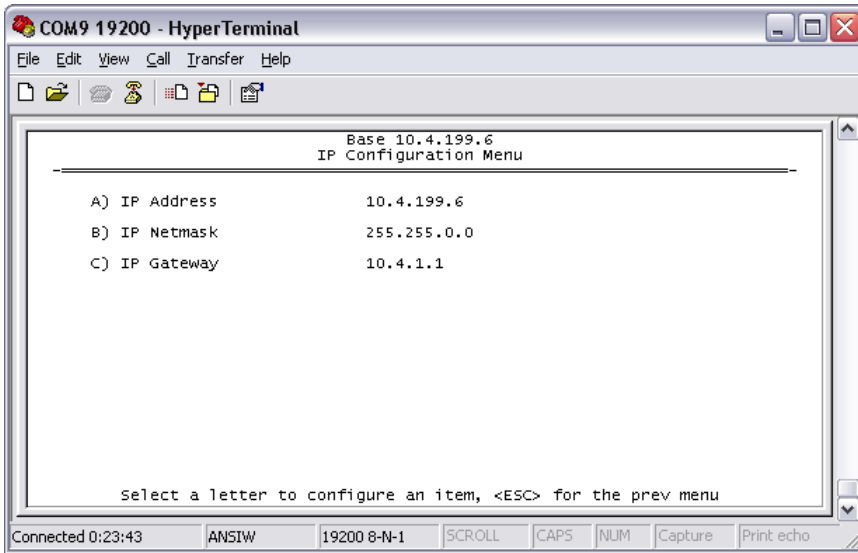 COM9 19200 - HyperTerminal
File Edit View Call Transfer Help
Base 10.4.199.6
IP Configuration Menu
A) IP Address 10.4.199.6
B) IP Netmask 255.255.0.0
C) IP Gateway 10.4.1.1
Select a letter to configure an item, <ESC> for the prev menu
Connected 0:23:43 ANSIW 19200 8-N-1 SCROLL CAPS NUM Capture Print echo